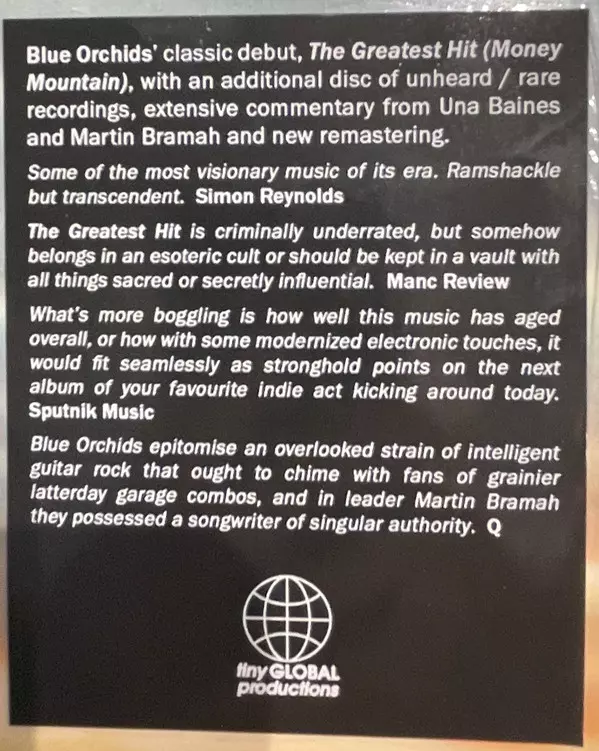 Blue Orchids' classic debut, The Greatest Hit (Money
Mountain), with an additional disc of unheard / rare
recordings, extensive commentary from Una Baines
and Martin Bramah and new remastering.
Some of the most visionary music of its era. Ramshackle
but transcendent. Simon Reynolds
The Greatest Hit is criminally underrated, but somehow
belongs in an esoteric cult or should be kept in a vault with
all things sacred or secretly influential. Manc Review
What's more boggling is how well this music has aged
overall, or how with some modernized electronic touches, it
would fit seamlessly as stronghold points on the next
album of your favourite indie act kicking around today.
Sputnik Music
Blue Orchids epitomise an overlooked strain of intelligent
guitar rock that ought to chime with fans of grainier
latterday garage combos, and in leader Martin Bramah
they possessed a songwriter of singular authority. Q
tiny GLOBAL
productions